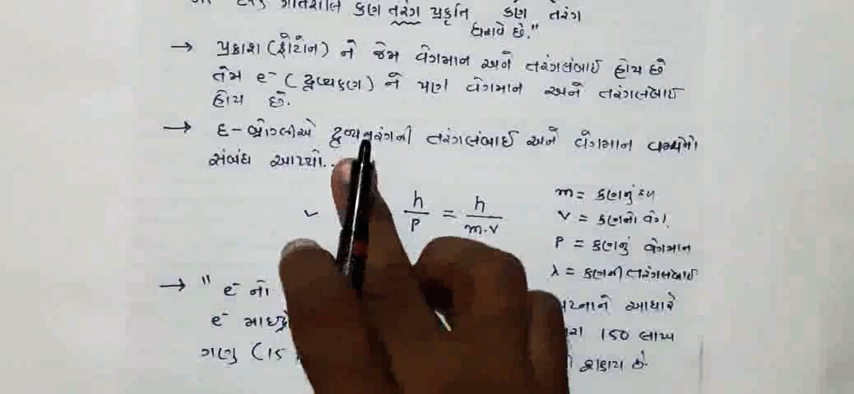 ગતિશીલ કણ તરંગ પ્રકૃતિ કણ તરંગ
ધરાવે છે."
→ પ્રકાશ (ફોટોન) ને જેમ વેગમાન અને તરંગલંબાઈ હોય છે
તેમ e⁻ (દ્રવ્યકણ) ને પણ વેગમાન અને તરંગલંબાઈ
હોય છે.
→ દ-બ્રોગલીએ દ્રવ્યતરંગની તરંગલંબાઈ અને વેગમાન વચ્ચેનો
સંબંધ આપ્યો.
h/p = h/m.v
m = કણનું દળ
v = કણનો વેગ
P = કણનું વેગમાન
λ = કણની તરંગલંબાઈ
→ " e⁻ નો આધારે
e⁻ 150 લાખ
ગણુ (15 શકાય છે.